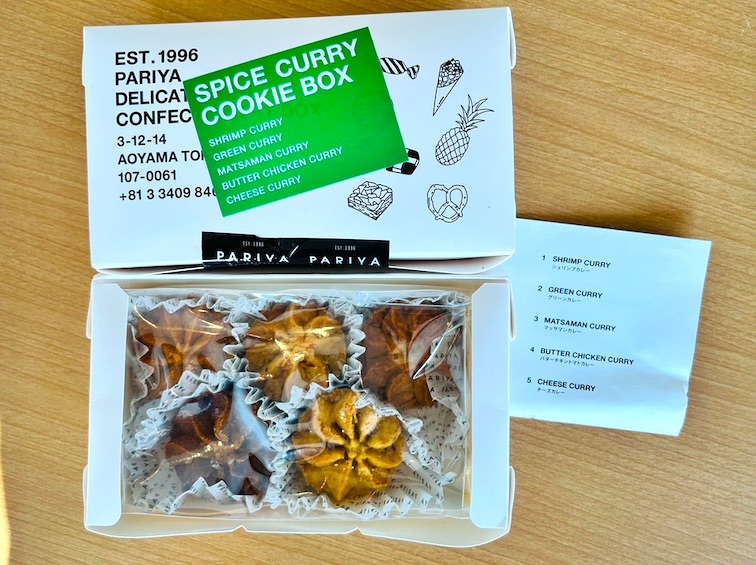 EST.1996
PARIYA
DELICAT
CONFEC
3-12-14
AOYAMA TO
107-0061
+81 3 3409 84
SPICE CURRY
COOKIE BOX
SHRIMP CURRY
GREEN CURRY
MATSAMAN CURRY
BUTTER CHICKEN CURRY
CHEESE CURRY
EST.1996 EST.1996
PARIYA PARIYA
1 SHRIMP CURRY
シュリンプカレー
2 GREEN CURRY
グリーンカレー
3 MATSAMAN CURRY
マッサマンカレー
4 BUTTER CHICKEN CURRY
バターチキントマトカレー
5 CHEESE CURRY
チーズカレー